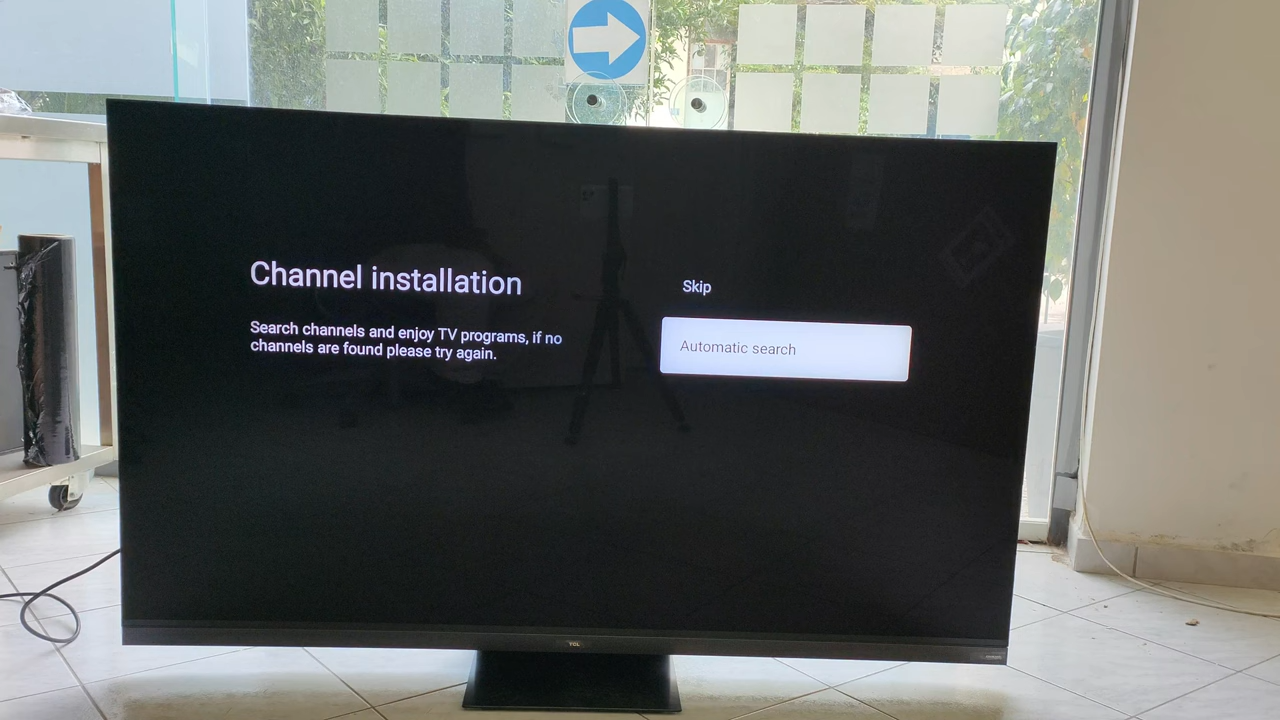 Channel installation
Search channels and enjoy TV programs, if no
channels are found please try again.
Skip
Automatic search
TCL